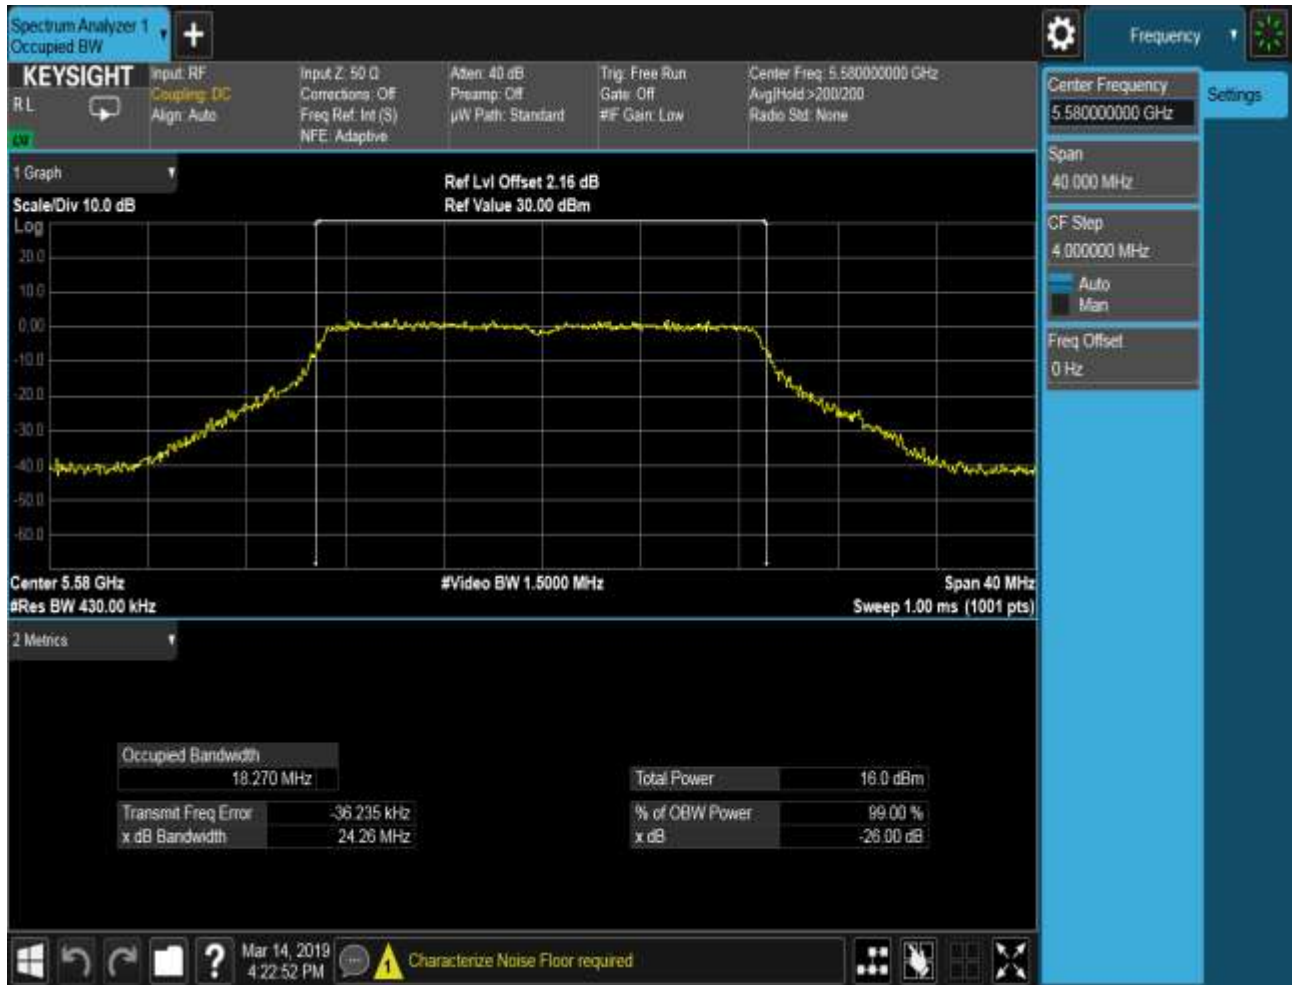 Spectrum Analyzer 1
Occupied BW
Frequency
KEYSIGHT
R L
Input: RF
Coupling: DC
Align: Auto
Input Z: 50 Ω
Corrections: Off
Freq Ref: Int (S)
NFE: Adaptive
Atten: 40 dB
Preamp: Off
µW Path: Standard
Trig: Free Run
Gate: Off
#IF Gain: Low
Center Freq: 5.580000000 GHz
Avg|Hold:>200/200
Radio Std: None
Center Frequency
5.580000000 GHz
Settings
Span
40.000 MHz
CF Step
4.000000 MHz
Auto
Man
Freq Offset
0 Hz
1 Graph
Scale/Div 10.0 dB
Ref Lvl Offset 2.16 dB
Ref Value 30.00 dBm
Log
20.0
10.0
0.00
-10.0
-20.0
-30.0
-40.0
-50.0
-60.0
Center 5.58 GHz
#Video BW 1.5000 MHz
Span 40 MHz
#Res BW 430.00 kHz
Sweep 1.00 ms (1001 pts)
2 Metrics
Occupied Bandwidth
18.270 MHz
Total Power 16.0 dBm
Transmit Freq Error -36.235 kHz
% of OBW Power 99.00 %
x dB Bandwidth 24.26 MHz
x dB -26.00 dB
?
Mar 14, 2019
4:22:52 PM
1
Characterize Noise Floor required